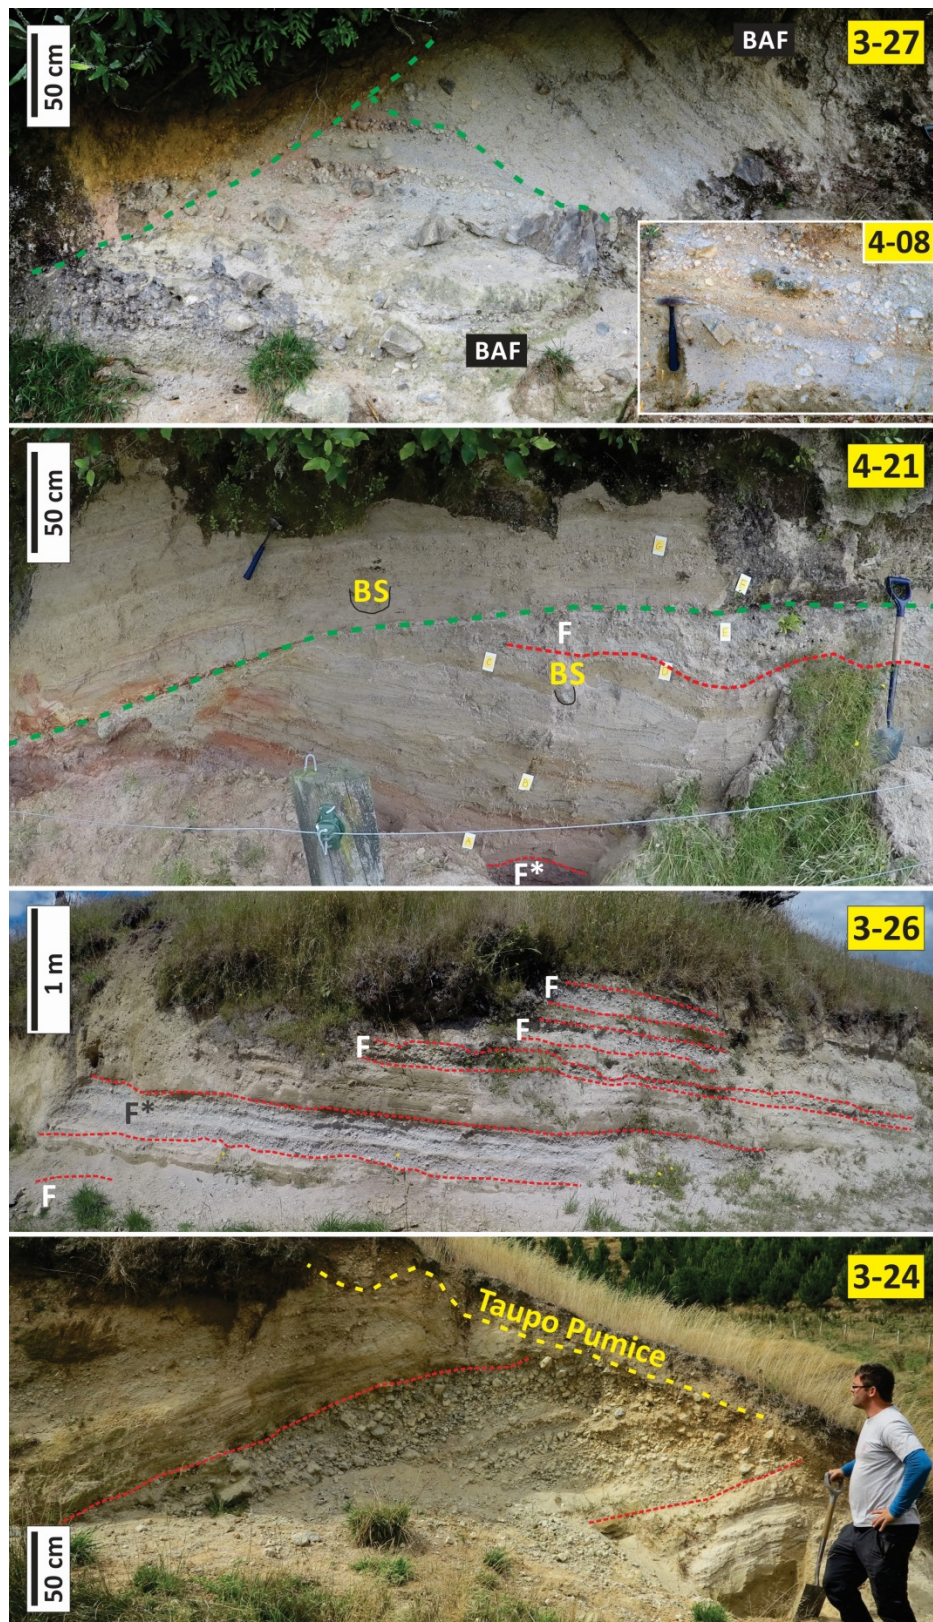 50 cm
BAF
3-27
4-08
BAF
50 cm
4-21
BS
G
F
F
E
C
BS
D
A
F*
1 m
3-26
F
F
F
F*
F
3-24
Taupo Pumice
50 cm